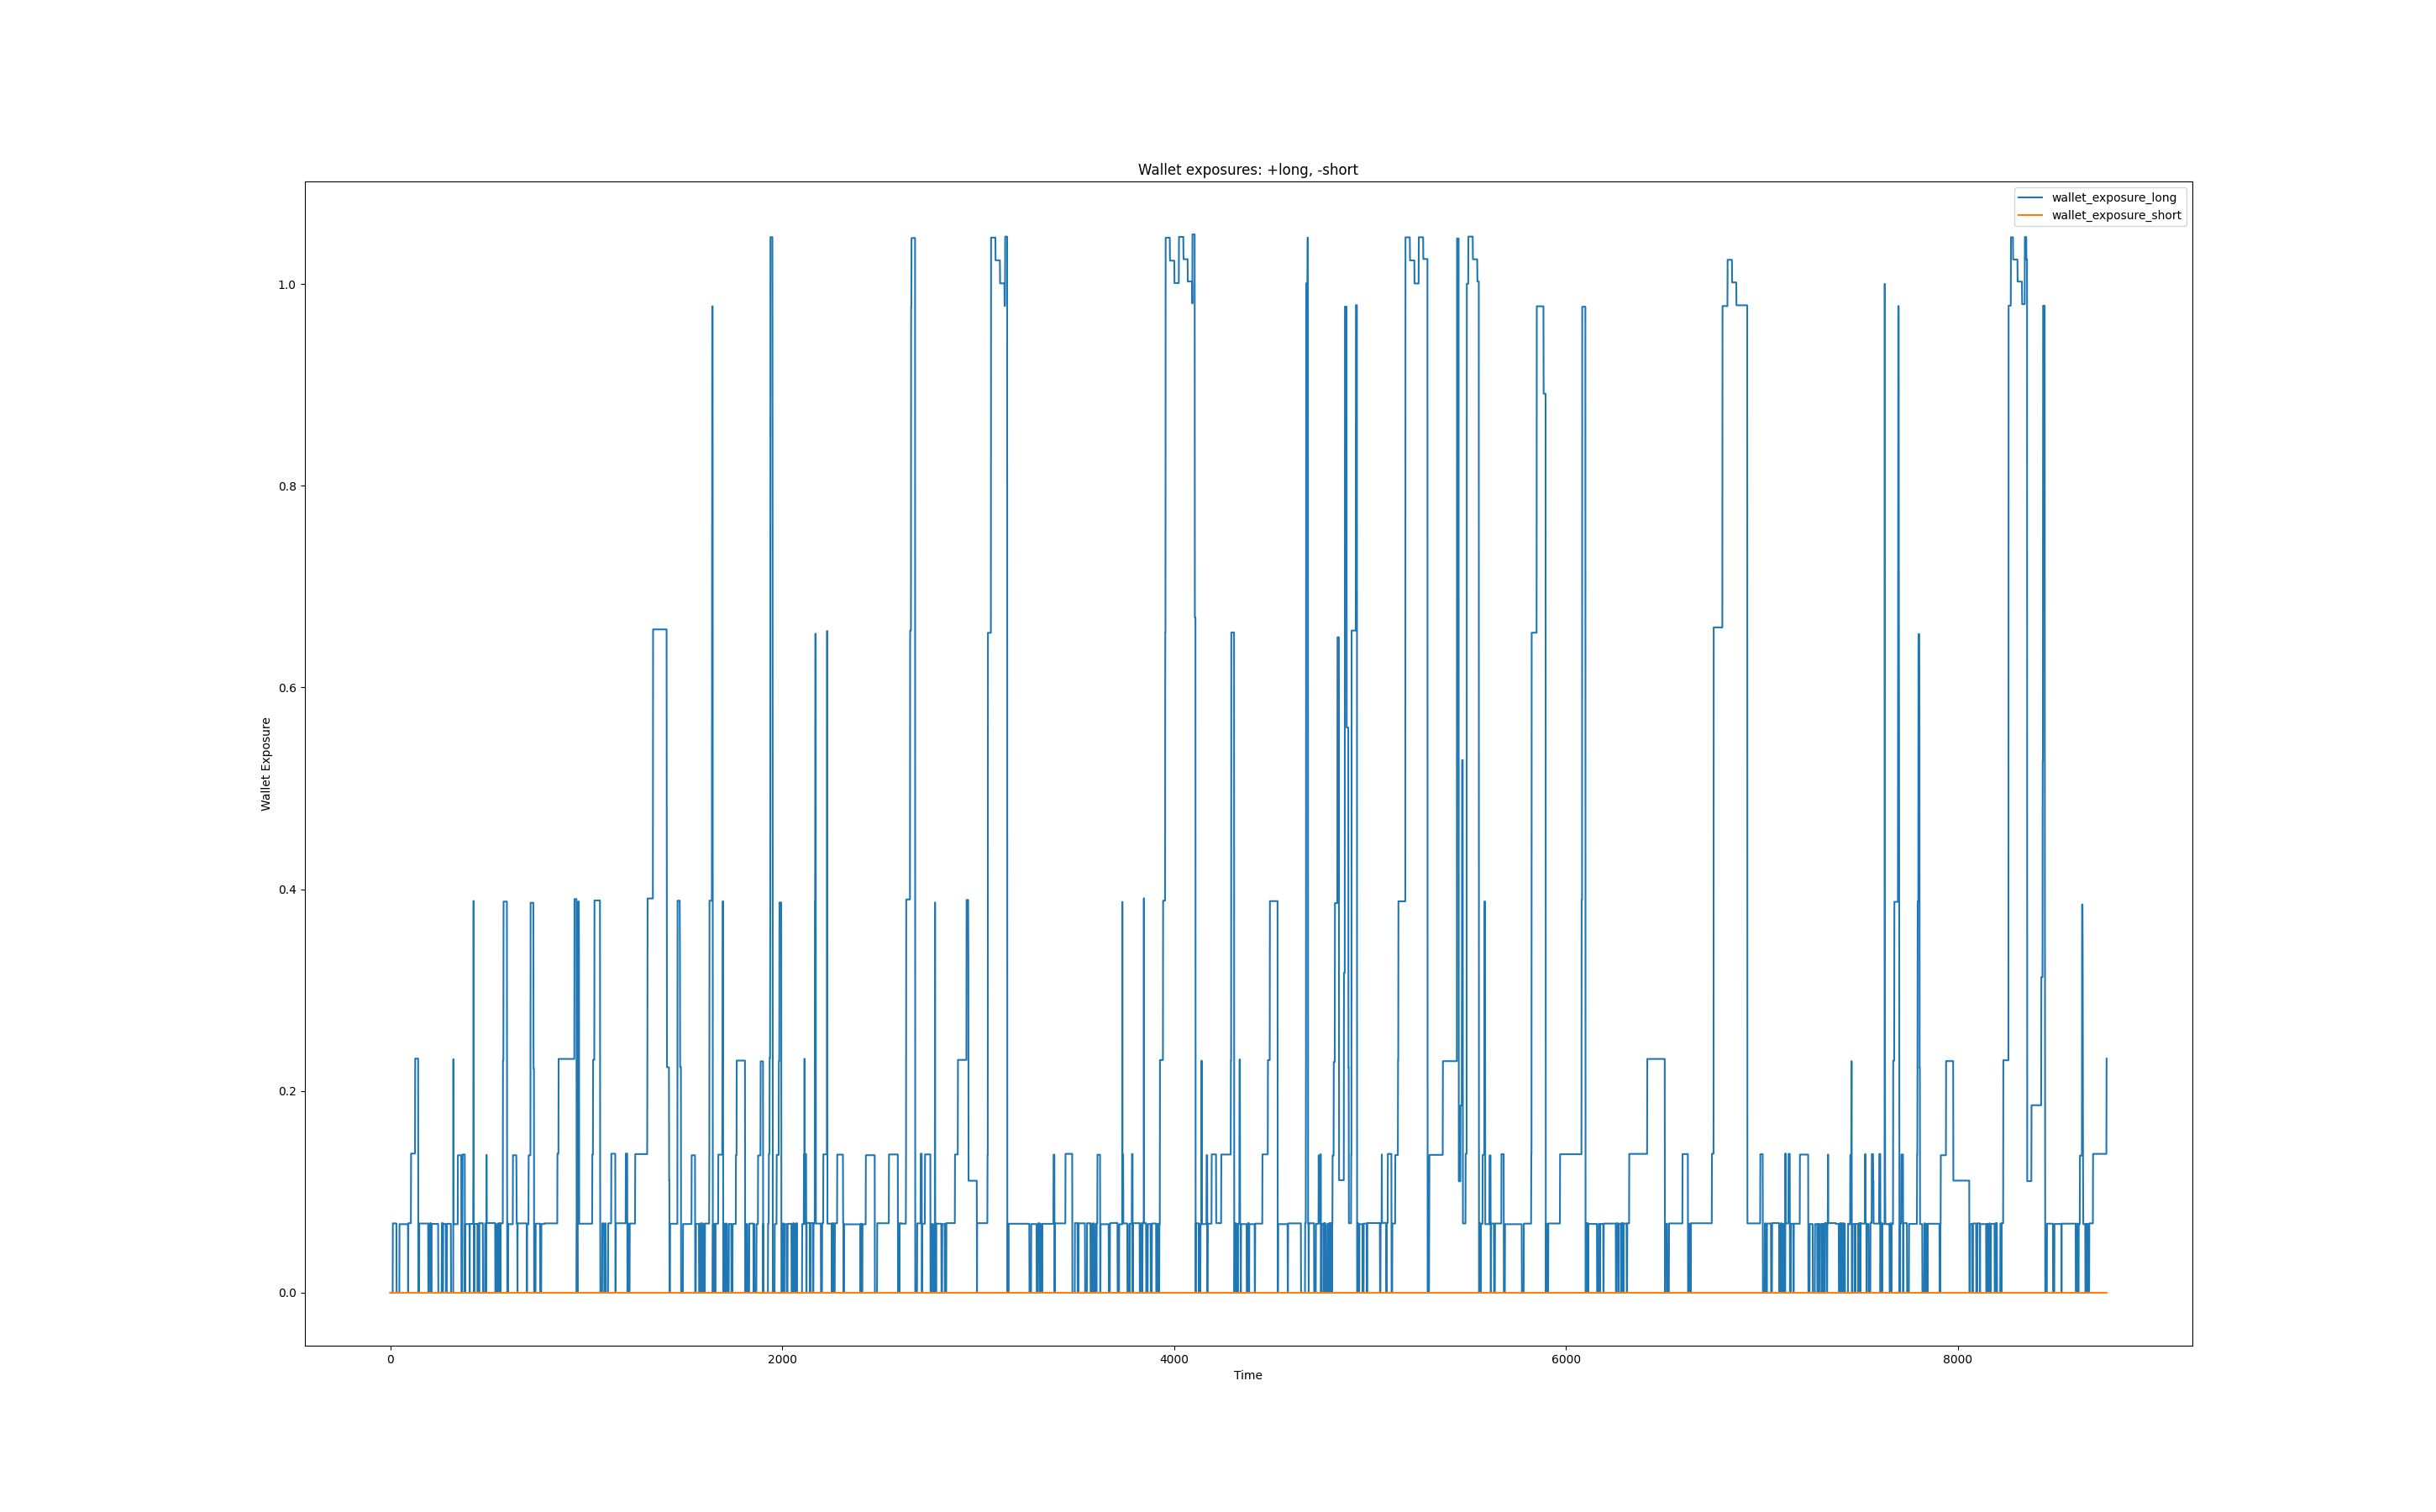 Wallet exposures: +long, -short
wallet_exposure_long
wallet_exposure_short
1.0
0.8
0.6
0.4
0.2
0.0
Wallet Exposure
0 2000 4000 6000 8000
Time